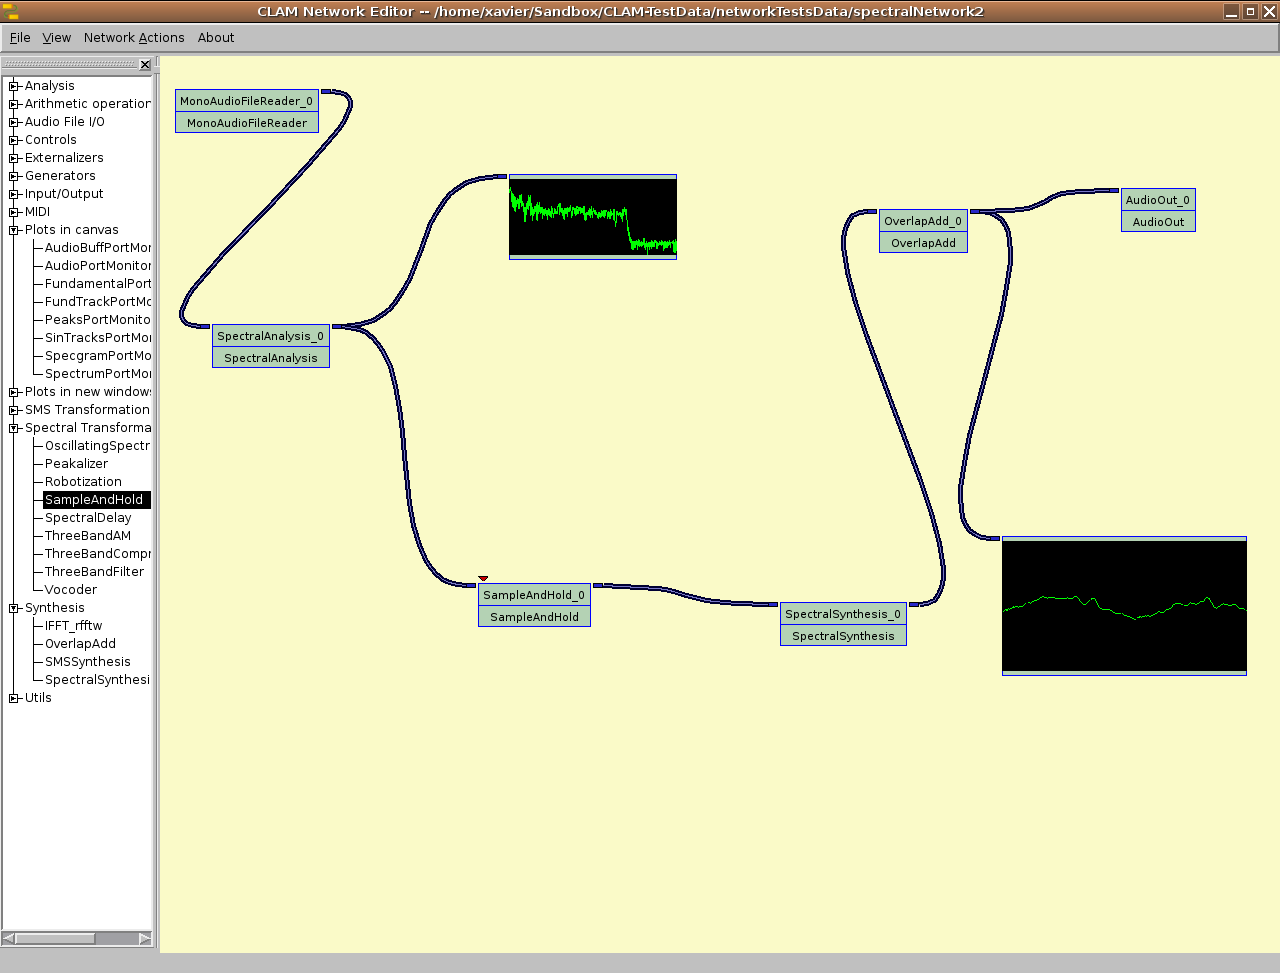 CLAM Network Editor -- /home/xavier/Sandbox/CLAM-TestData/networkTestsData/spectralNetwork2
File View Network Actions About
Analysis
Arithmetic operation
Audio File I/O
Controls
Externalizers
Generators
Input/Output
MIDI
Plots in canvas
AudioBuffPortMor
AudioPortMonitor
FundamentalPort
FundTrackPortMo
PeaksPortMonito
SinTracksPortMor
SpecgramPortMo
SpectrumPortMor
Plots in new windows
SMS Transformation
Spectral Transforma
OscillatingSpectr
Peakalizer
Robotization
SampleAndHold
SpectralDelay
ThreeBandAM
ThreeBandCompr
ThreeBandFilter
Vocoder
Synthesis
IFFT_rfftw
OverlapAdd
SMSSynthesis
SpectralSynthesi
Utils
MonoAudioFileReader_0
MonoAudioFileReader
SpectralAnalysis_0
SpectralAnalysis
SampleAndHold_0
SampleAndHold
SpectralSynthesis_0
SpectralSynthesis
OverlapAdd_0
OverlapAdd
AudioOut_0
AudioOut